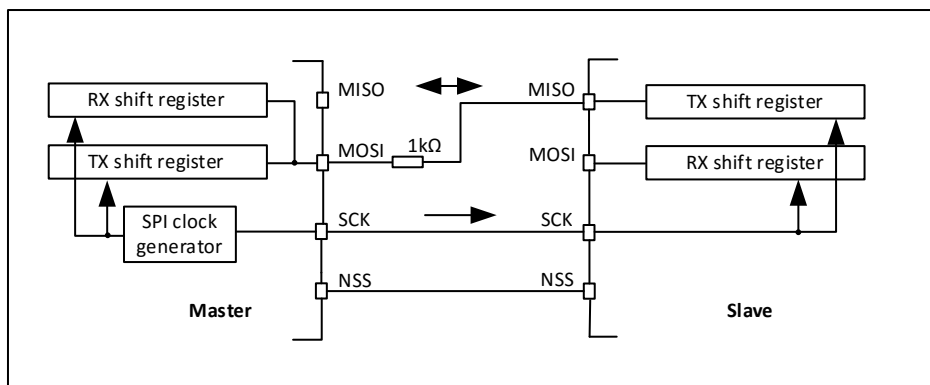 MISO
MISO
RX shift register
TX shift register
1kΩ
MOSI
MOSI
TX shift register
RX shift register
SCK
SCK
SPI clock
generator
NSS
NSS
Master
Slave